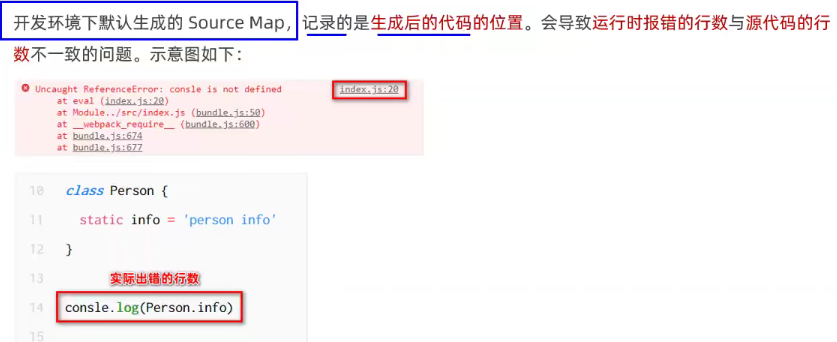 开发环境下默认生成的 Source Map，记录的是生成后的代码的位置。会导致运行时报错的行数与源代码的行
数不一致的问题。示意图如下：
Uncaught ReferenceError: consle is not defined index.js:20
at eval (index.js:20)
at Module../src/index.js (bundle.js:50)
at __webpack_require__ (bundle.js:600)
at bundle.js:674
at bundle.js:677
10 class Person {
11 static info = 'person info'
12 }
13 实际出错的行数
14 consle.log(Person.info)
15